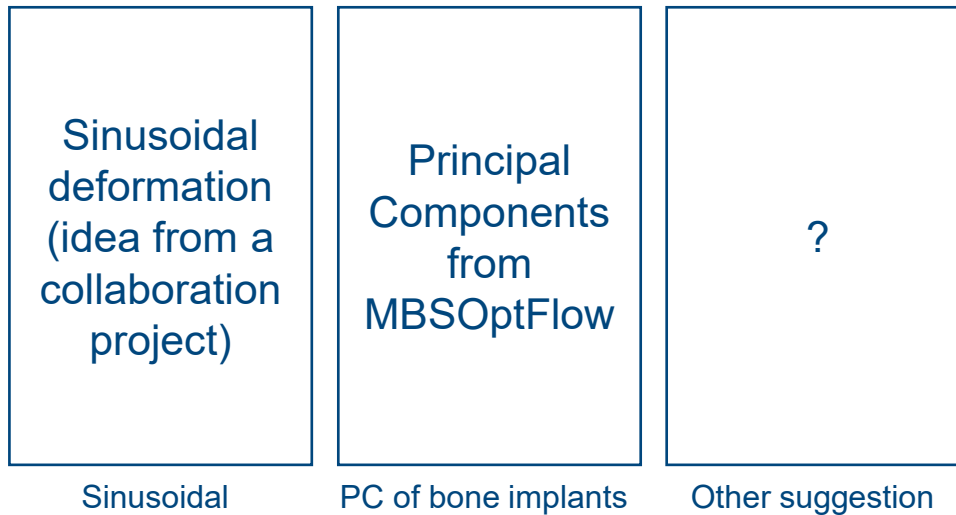 Sinusoidal
deformation
(idea from a
collaboration
project)
Principal
Components
from
MBSOptFlow
?
Sinusoidal
PC of bone implants
Other suggestion